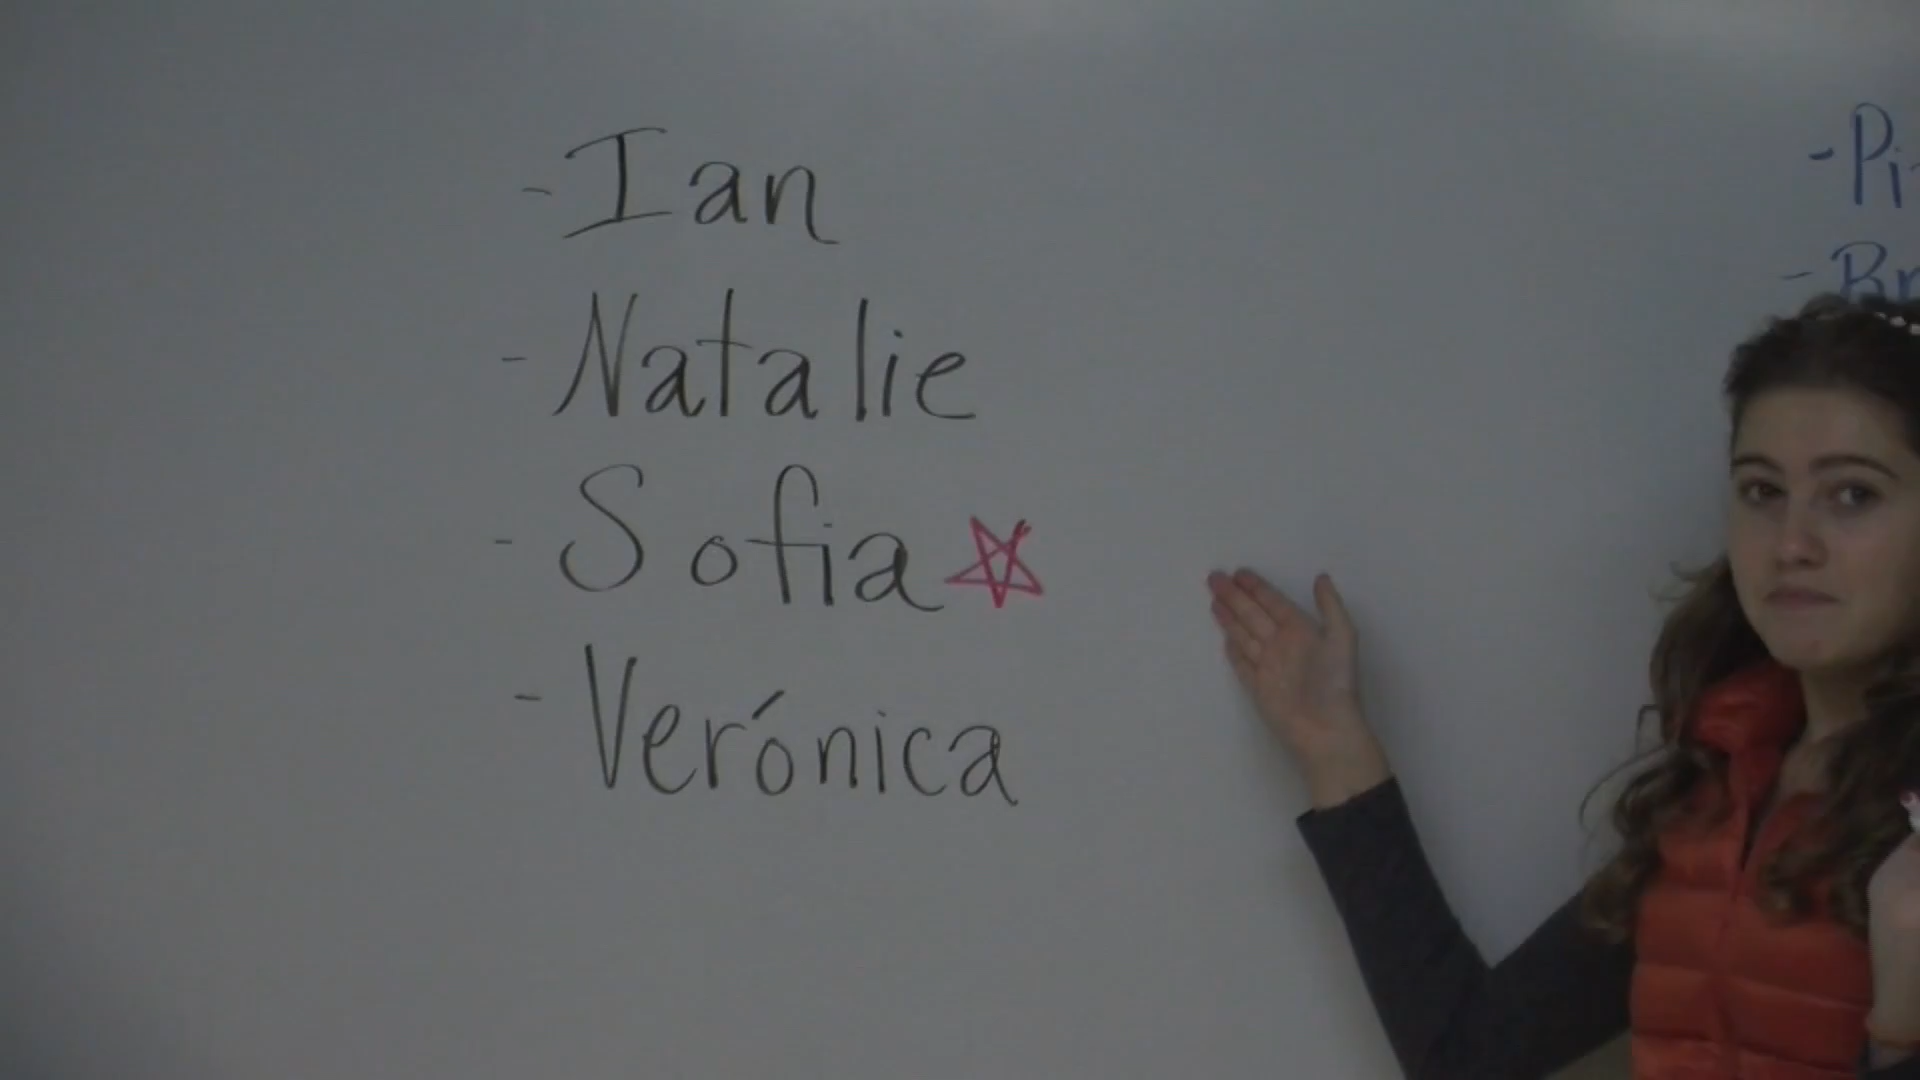 - Ian
- Natalie
- Sofia
- Verónica